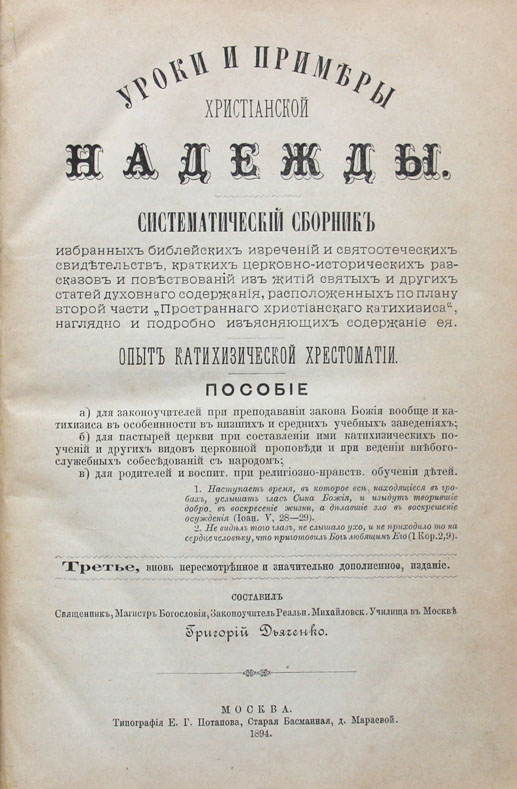 УРОКИ И ПРИМѢРЫ
ХРИСТІАНСКОЙ
НАДЕЖДЫ.
СИСТЕМАТИЧЕСКІЙ СБОРНИКЪ
избранныхъ библейскихъ изреченій и святоотеческихъ
свидѣтельствъ, краткихъ церковно-историческихъ раз-
сказовъ и повѣствованій изъ житій святыхъ и другихъ
статей духовнаго содержанія, расположенныхъ по плану
второй части „Пространнаго христіанскаго катихизиса“,
наглядно и подробно изъясняющихъ содержаніе ея.
ОПЫТЪ КАТИХИЗИЧЕСКОЙ ХРЕСТОМАТІИ.
ПОСОБІЕ
а) для законоучителей при преподаваніи закона Божія вообще и ка-
тихизиса въ особенности въ низшихъ и среднихъ учебныхъ заведеніяхъ;
б) для пастырей церкви при составленіи ими катихизическихъ по-
ученій и другихъ видовъ церковной проповѣди и при веденіи внѣбого-
служебныхъ собесѣдованій съ народомъ;
в) для родителей и воспит. при религіозно-нравств. обученіи дѣтей.
1. Наступаетъ время, въ которое всѣ, находящіеся въ гро-
бахъ, услышатъ гласъ Сына Божія, и изыдутъ творившіе
добро, въ воскресеніе жизни, а дѣлавшіе зло въ воскрешеніе
осужденія (Іоан. V, 28—29).
2. Не видѣлъ того глазъ, не слышало ухо, и не приходило то на
сердце человѣку, что приготовилъ Богъ любящимъ Его (1 Кор. 2,9).
Третье, вновь пересмотрѣнное и значительно дополненное, изданіе.
СОСТАВИЛЪ
Священникъ, Магистръ Богословія, Законоучитель Реальн. Михайловск. Училища въ Москвѣ
Григорій Дьяченко.
МОСКВА.
Типографія Е. Г. Потапова, Старая Басманная, д. Мараевой.
1894.